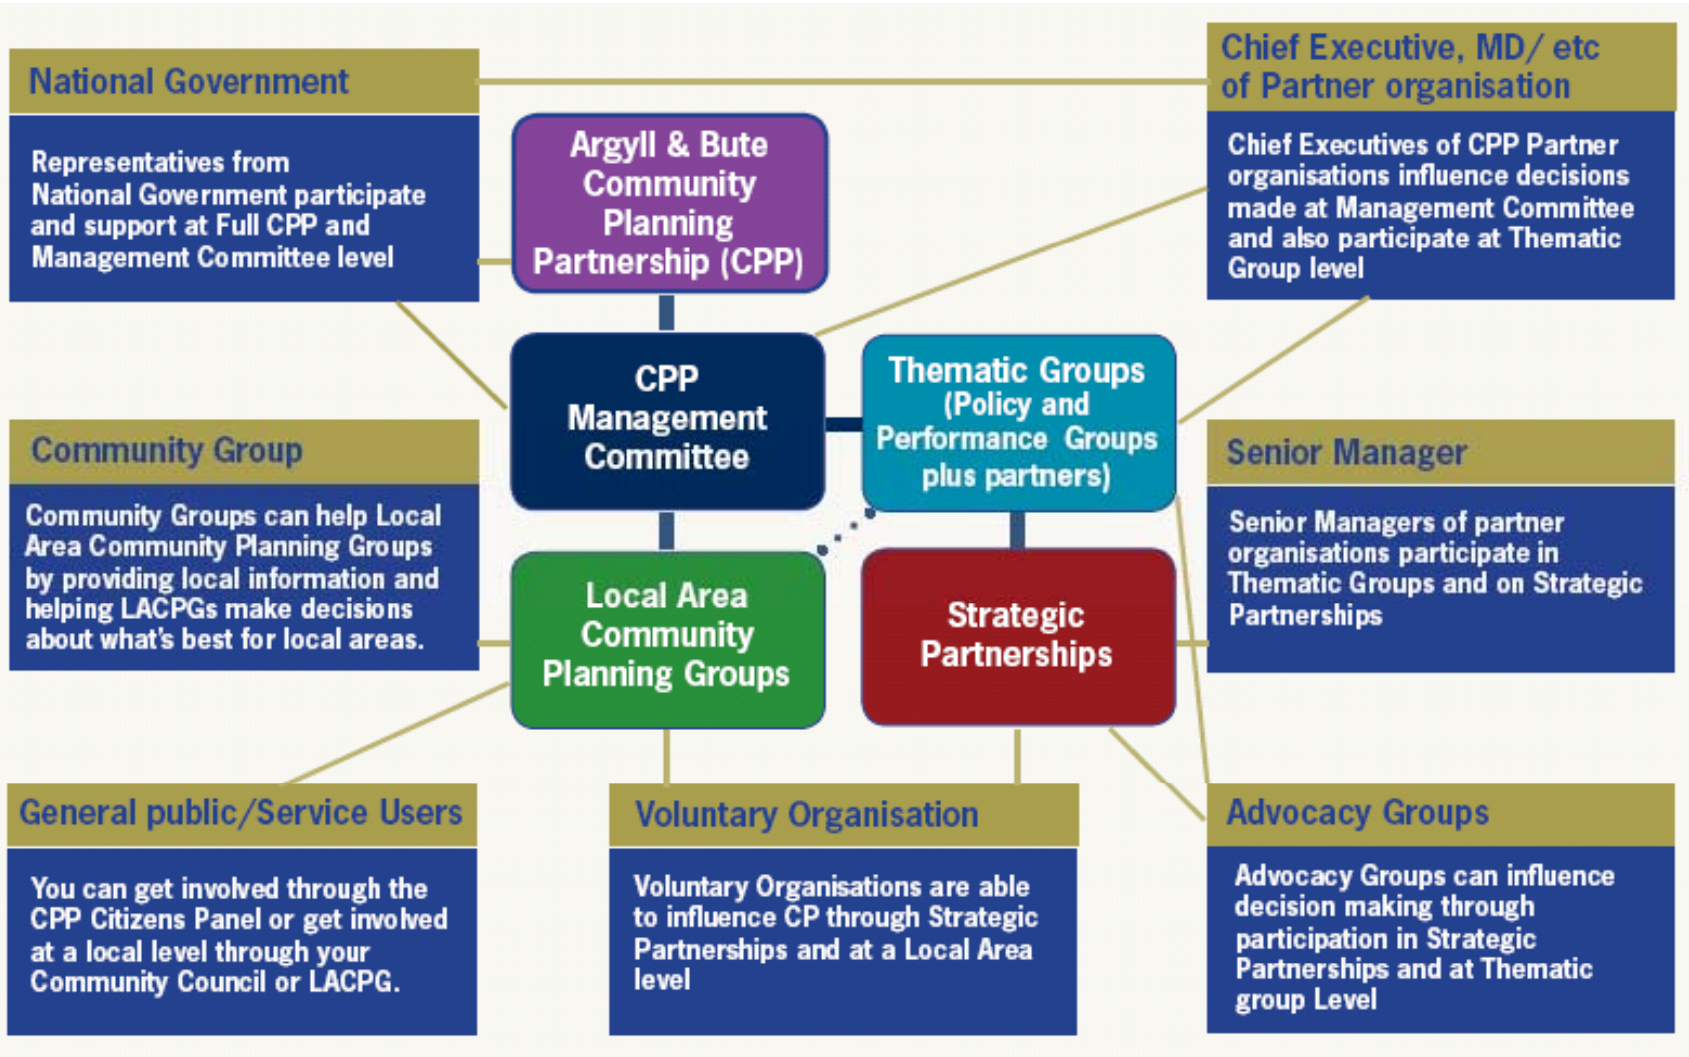 National Government
Representatives from
National Government participate
and support at Full CPP and
Management Committee level
Argyll & Bute
Community
Planning
Partnership (CPP)
Chief Executive, MD/ etc
of Partner organisation
Chief Executives of CPP Partner
organisations influence decisions
made at Management Committee
and also participate at Thematic
Group level
CPP
Management
Committee
Thematic Groups
(Policy and
Performance Groups
plus partners)
Community Group
Community Groups can help Local
Area Community Planning Groups
by providing local information and
helping LACPGs make decisions
about what's best for local areas.
Local Area
Community
Planning Groups
Strategic
Partnerships
Senior Manager
Senior Managers of partner
organisations participate in
Thematic Groups and on Strategic
Partnerships
General public/Service Users
You can get involved through the
CPP Citizens Panel or get involved
at a local level through your
Community Council or LACPG.
Voluntary Organisation
Voluntary Organisations are able
to influence CP through Strategic
Partnerships and at a Local Area
level
Advocacy Groups
Advocacy Groups can influence
decision making through
participation in Strategic
Partnerships and at Thematic
group Level